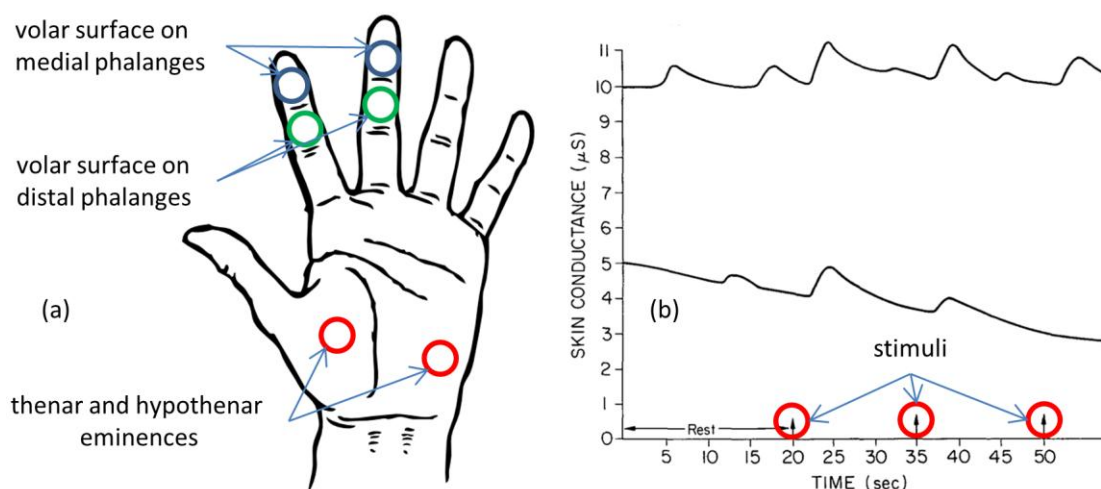 volar surface on
medial phalanges
volar surface on
distal phalanges
(a)
thenar and hypothenar
eminences
SKIN CONDUCTANCE (µS)
11
10
9
8
7
6
5
4
3
2
1
0
(b)
stimuli
Rest
5
10
15
20
25
30
35
40
45
50
TIME (sec)